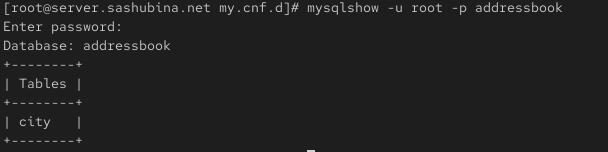 [root@server.sashubina.net my.cnf.d]# mysqlshow -u root -p addressbook
Enter password:
Database: addressbook
+--------+
| Tables |
+--------+
| city   |
+--------+